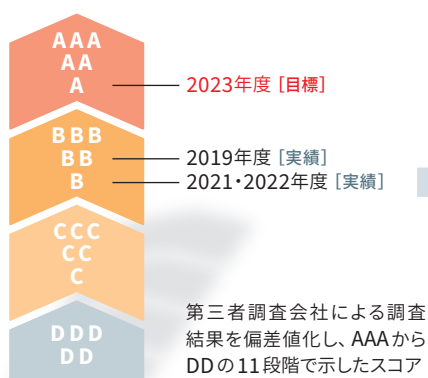 AAA
AA
A
2023年度 [目標]
BBB
BB
2019年度 [実績]
B
2021・2022年度 [実績]
CCC
CC
C
DDD
DD
第三者調査会社による調査
結果を偏差値化し、AAAから
DDの11段階で示したスコア